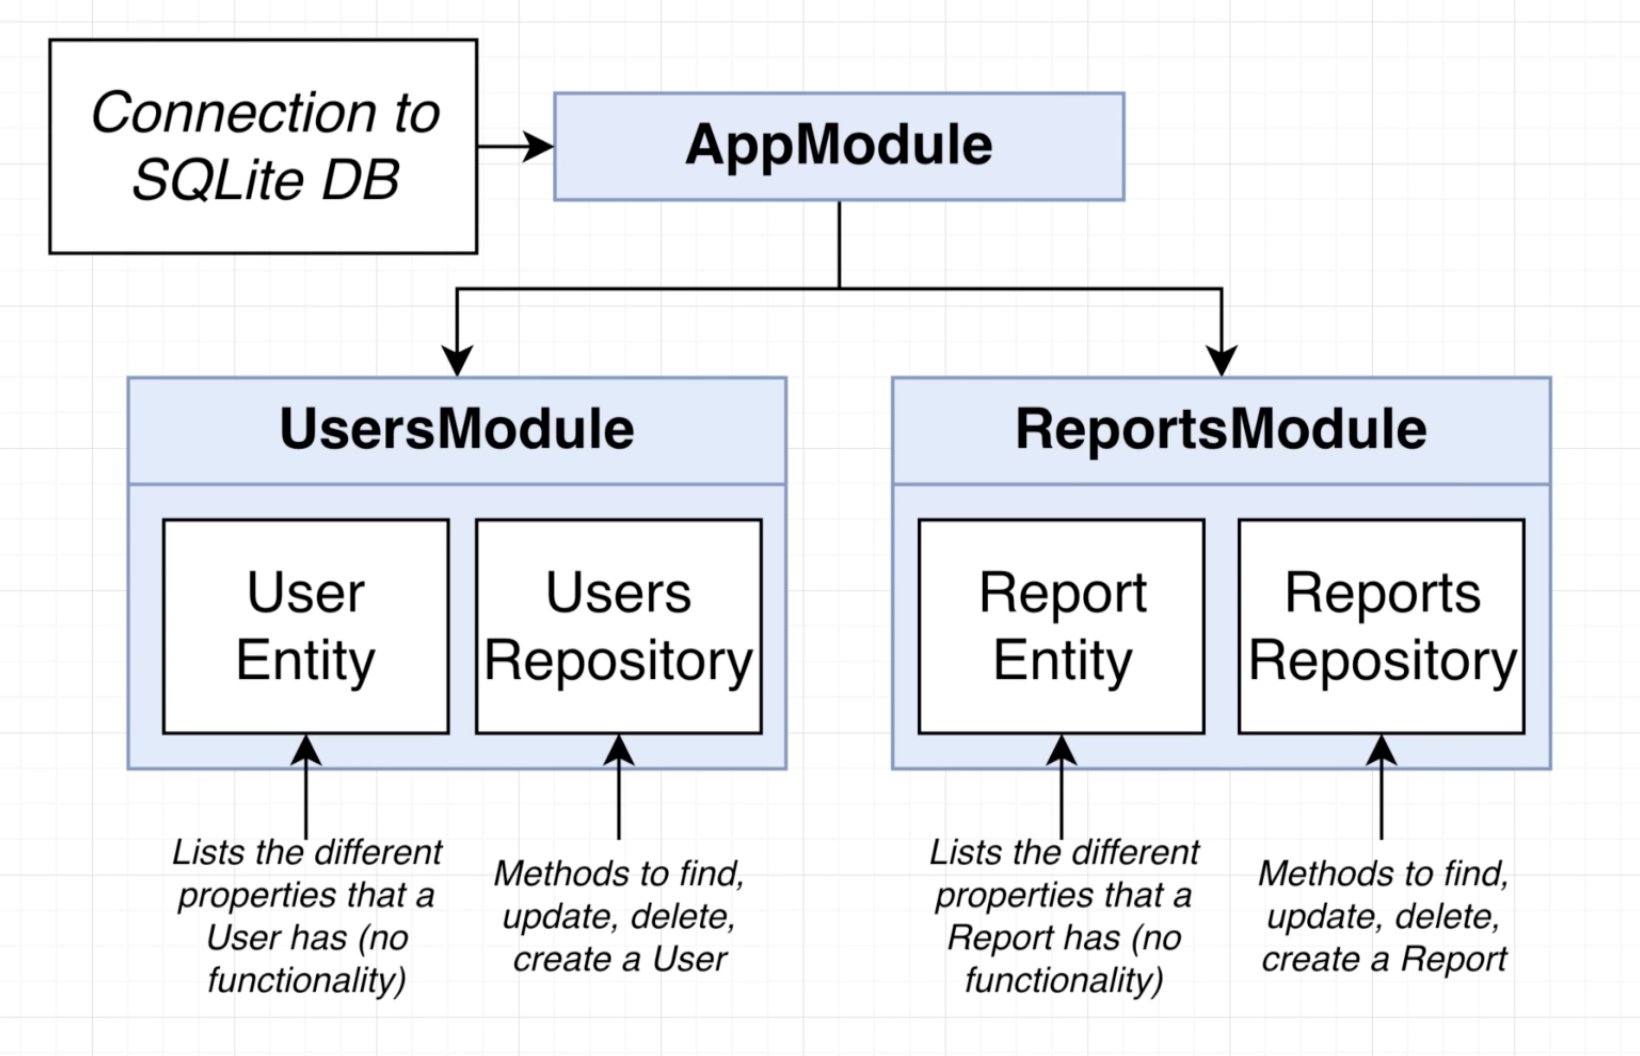 Connection to
SQLite DB
AppModule
UsersModule
User
Entity
Users
Repository
Lists the different
properties that a
User has (no
functionality)
Methods to find,
update, delete,
create a User
ReportsModule
Report
Entity
Reports
Repository
Lists the different
properties that a
Report has (no
functionality)
Methods to find,
update, delete,
create a Report